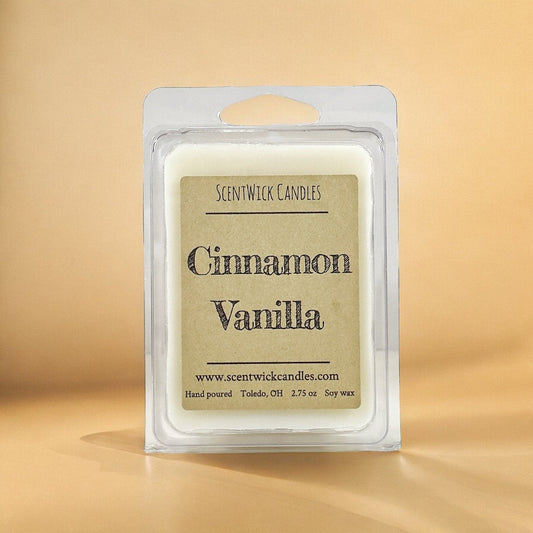 ScentWick Candles
Cinnamon
Vanilla
www.scentwickcandles.com
Hand poured Toledo, OH 2.75 oz Soy wax